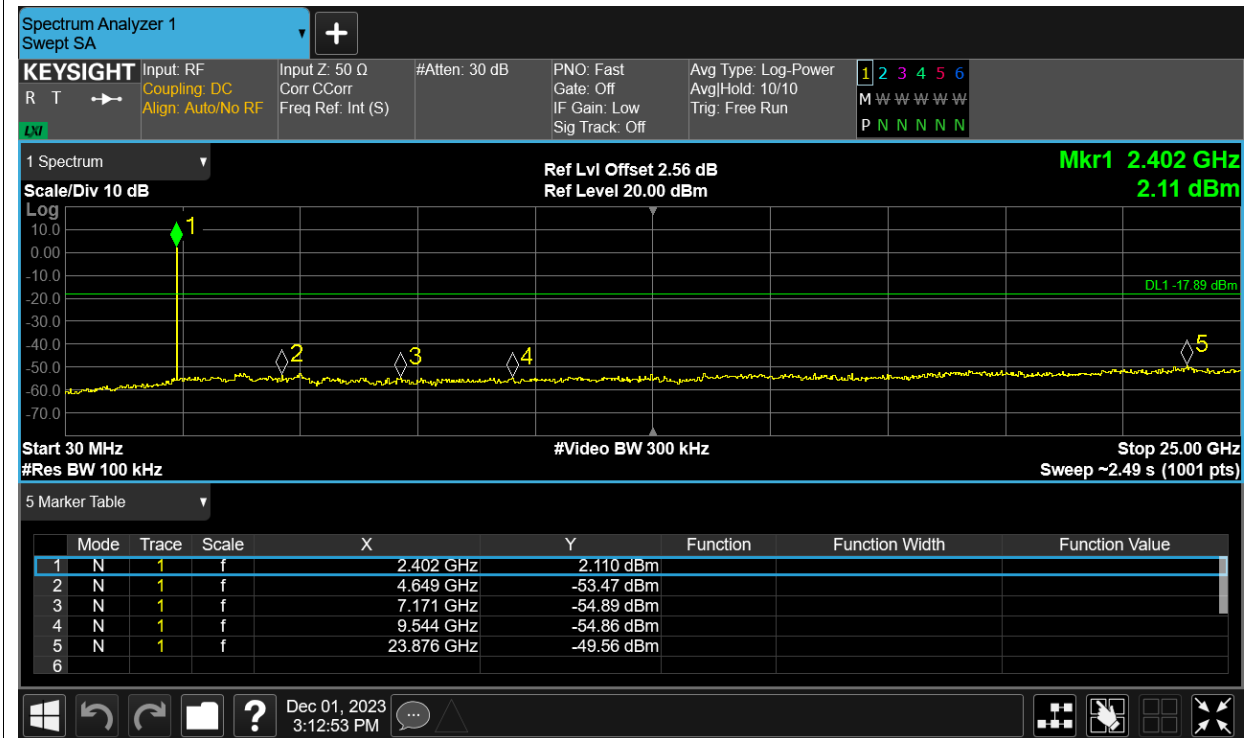 Spectrum Analyzer 1
Swept SA
+
KEYSIGHT
R T
LXI
Input: RF
Coupling: DC
Align: Auto/No RF
Input Z: 50 Ω
Corr CCorr
Freq Ref: Int (S)
#Atten: 30 dB
PNO: Fast
Gate: Off
IF Gain: Low
Sig Track: Off
Avg Type: Log-Power
Avg|Hold: 10/10
Trig: Free Run
1 2 3 4 5 6
M W W W W W
P N N N N N
1 Spectrum
Scale/Div 10 dB
Ref Lvl Offset 2.56 dB
Ref Level 20.00 dBm
Mkr1 2.402 GHz
2.11 dBm
Log
10.0
0.00
-10.0
-20.0
-30.0
-40.0
-50.0
-60.0
-70.0
1
2
3
4
5
DL1 -17.89 dBm
Start 30 MHz
#Res BW 100 kHz
#Video BW 300 kHz
Stop 25.00 GHz
Sweep ~2.49 s (1001 pts)
5 Marker Table
Mode Trace Scale X Y Function Function Width Function Value
1 N 1 f 2.402 GHz 2.110 dBm
2 N 1 f 4.649 GHz -53.47 dBm
3 N 1 f 7.171 GHz -54.89 dBm
4 N 1 f 9.544 GHz -54.86 dBm
5 N 1 f 23.876 GHz -49.56 dBm
6
?
Dec 01, 2023
3:12:53 PM